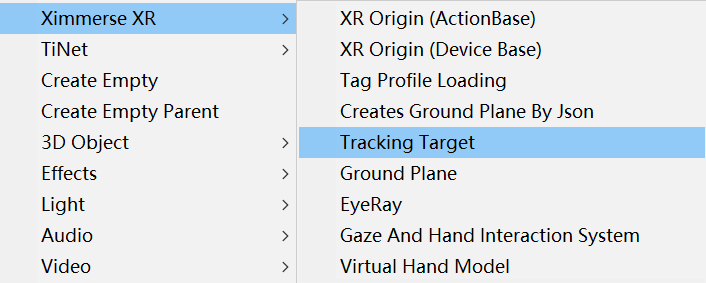 Ximmerse XR
TiNet
Create Empty
Create Empty Parent
3D Object
Effects
Light
Audio
Video
XR Origin (ActionBase)
XR Origin (Device Base)
Tag Profile Loading
Creates Ground Plane By Json
Tracking Target
Ground Plane
EyeRay
Gaze And Hand Interaction System
Virtual Hand Model